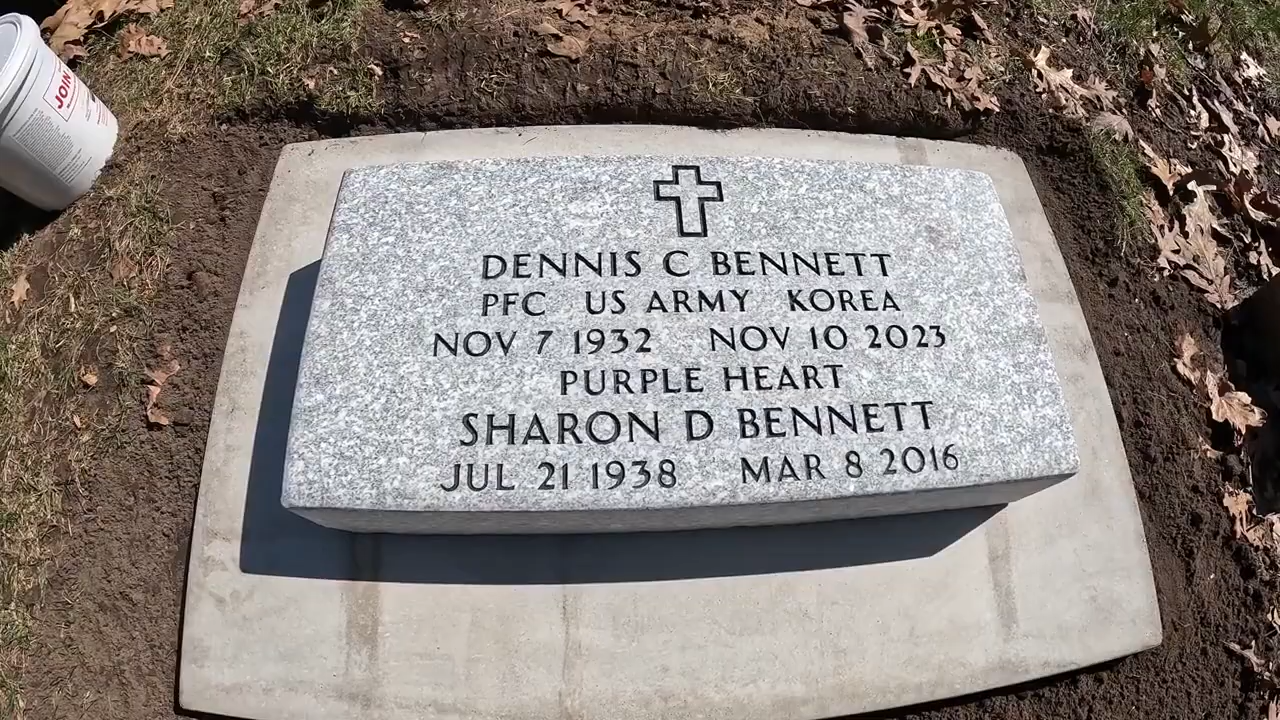 JOIN
DENNIS C BENNETT
PFC US ARMY KOREA
NOV 7 1932 NOV 10 2023
PURPLE HEART
SHARON D BENNETT
JUL 21 1938 MAR 8 2016